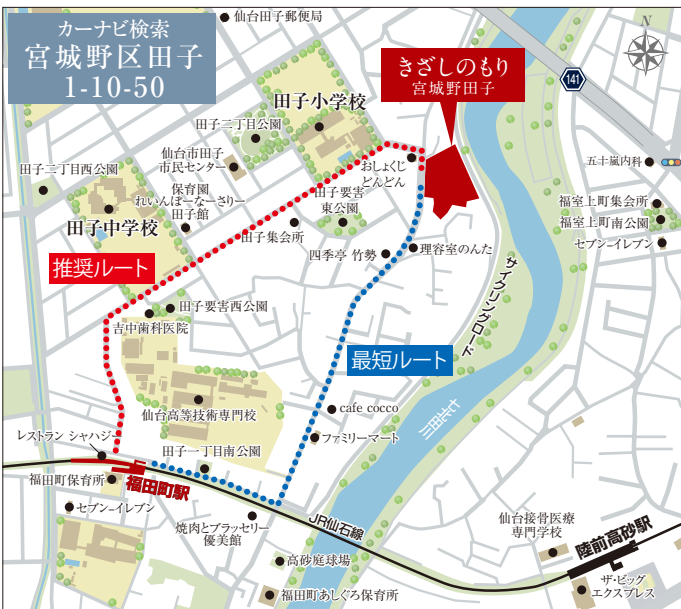 カーナビ検索
宮城野区田子
1-10-50
仙台田子郵便局
きざしのもり
宮城野田子
N
141
田子小学校
田子二丁目公園
おしょくじ
どんどん
五十嵐内科
仙台市田子
市民センター
田子二丁目西公園
保育園
れいんぼーなーさりー
田子館
田子要害
東公園
福室上町集会所
福室上町南公園
セブン-イレブン
田子中学校
田子集会所
四季亭 竹勢
理容室のんた
推奨ルート
サイクリングロード
田子要害西公園
吉中歯科医院
最短ルート
七北田川
仙台高等技術専門校
cafe cocco
ファミリーマート
レストラン シャハジー
田子一丁目南公園
福田町駅
福田町保育所
セブン-イレブン
焼肉とブラッセリー
優美館
JR仙石線
仙台接骨医療
専門学校
陸前高砂駅
高砂庭球場
福田町あしぐろ保育所
ザ・ビッグ
エクスプレス